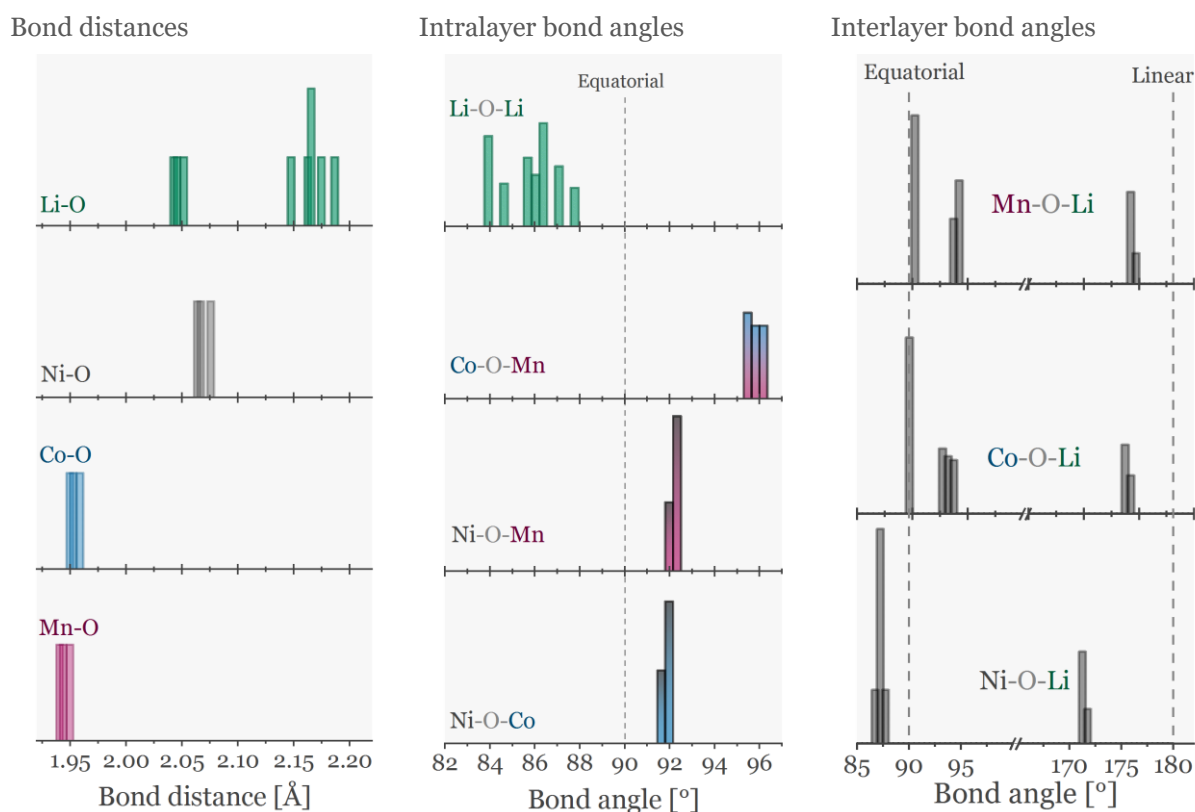 Bond distances
Li-O
Ni-O
Co-O
Mn-O
1.95 2.00 2.05 2.10 2.15 2.20
Bond distance [Å]
Intralayer bond angles
Equatorial
Li-O-Li
Co-O-Mn
Ni-O-Mn
Ni-O-Co
82 84 86 88 90 92 94 96
Bond angle [°]
Interlayer bond angles
Equatorial Linear
Mn-O-Li
Co-O-Li
Ni-O-Li
85 90 95 170 175 180
Bond angle [°]